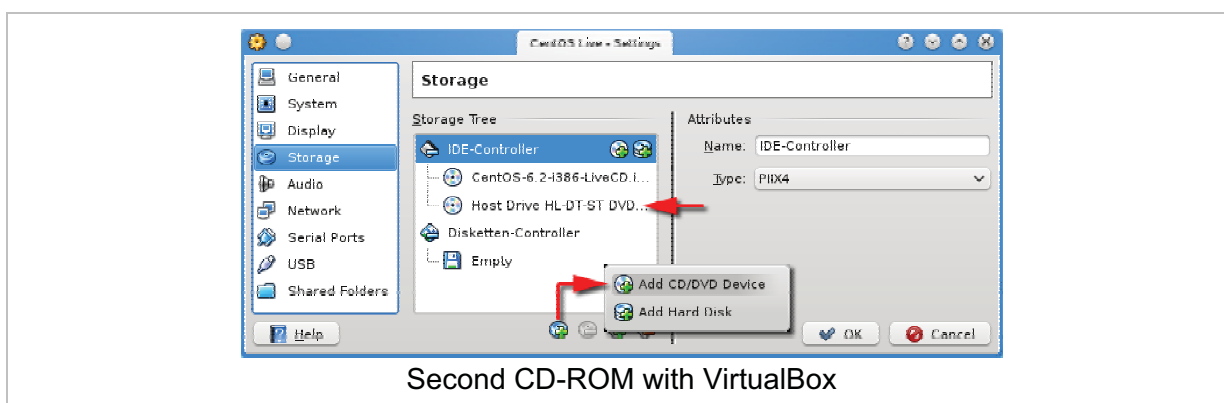 CentOS Live - Settings
General
System
Display
Storage
Audio
Network
Serial Ports
USB
Shared Folders
Storage
Storage Tree
IDE-Controller
CentOS-6.2-i386-LiveCD.i...
Host Drive HL-DT-ST DVD...
Disketten-Controller
Empty
Attributes
Name: IDE-Controller
Type: PIIX4
Add CD/DVD Device
Add Hard Disk
Help
OK
Cancel
Second CD-ROM with VirtualBox